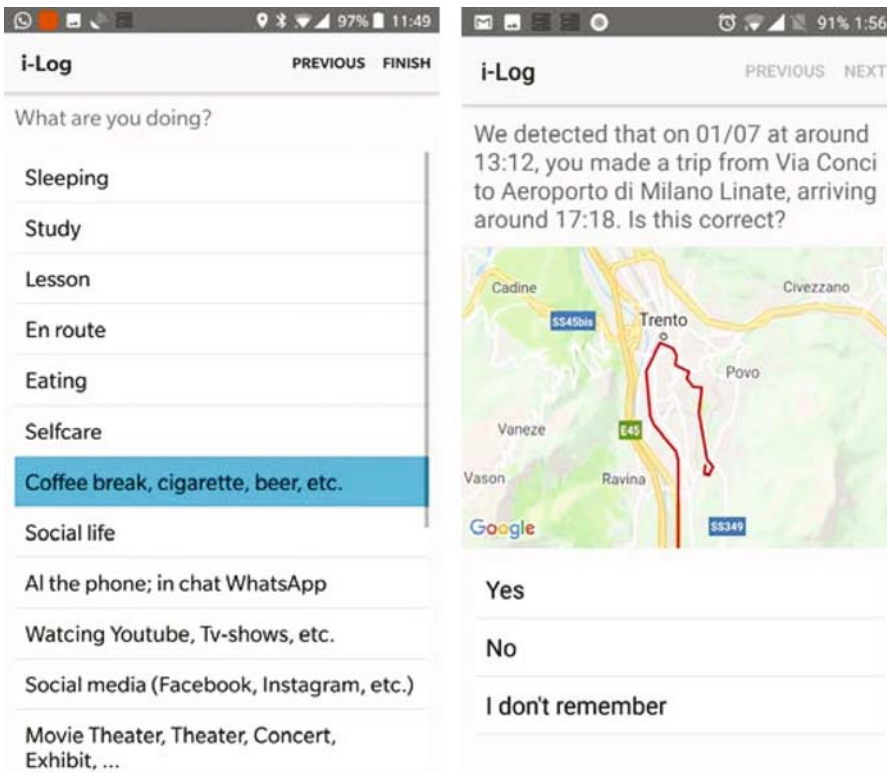 97% 11:49
i-Log PREVIOUS FINISH
What are you doing?
Sleeping
Study
Lesson
En route
Eating
Selfcare
Coffee break, cigarette, beer, etc.
Social life
Al the phone; in chat WhatsApp
Watcing Youtube, Tv-shows, etc.
Social media (Facebook, Instagram, etc.)
Movie Theater, Theater, Concert,
Exhibit, ...
91% 1:56
i-Log PREVIOUS NEXT
We detected that on 01/07 at around
13:12, you made a trip from Via Conci
to Aeroporto di Milano Linate, arriving
around 17:18. Is this correct?
Cadine
Civezzano
SS45bis
Trento
Povo
Vaneze
E45
Vason
Ravina
Google
SS349
Yes
No
I don't remember